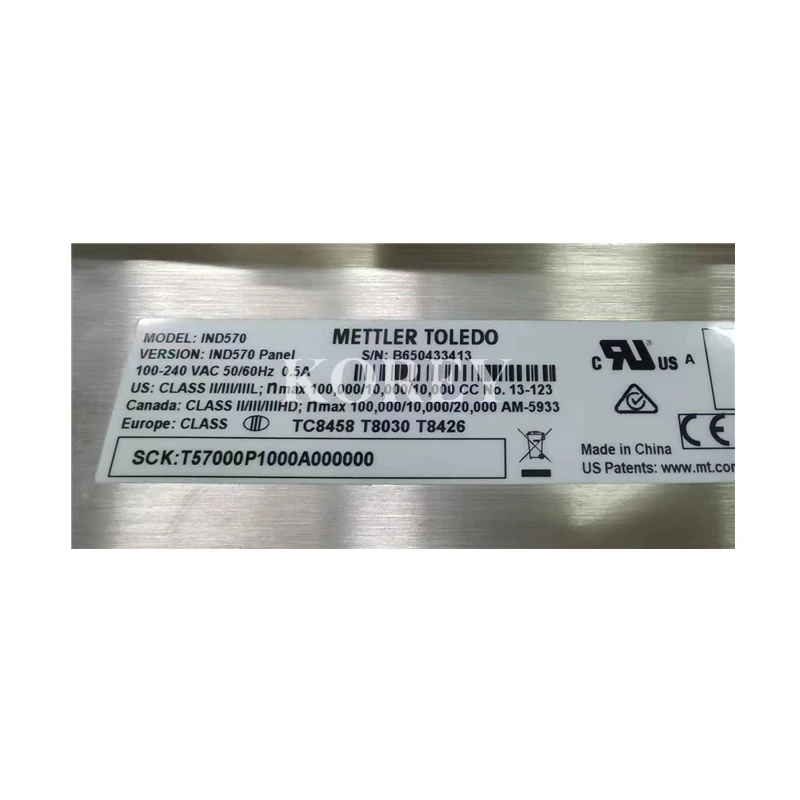 MODEL: IND570
METTLER TOLEDO
VERSION: IND570 Panel
S/N: B650433413
100-240 VAC 50/60Hz 0.5A
US: CLASS II/III/IIIL; nmax 100,000/10,000/10,000 CC No. 13-123
Canada: CLASS II/III/IIIHD; nmax 100,000/10,000/20,000 AM-5933
Europe: CLASS III TC8458 T8030 T8426
SCK:T57000P1000A000000
KOREY
C RU US A
CE
Made in China
US Patents: www.mt.com